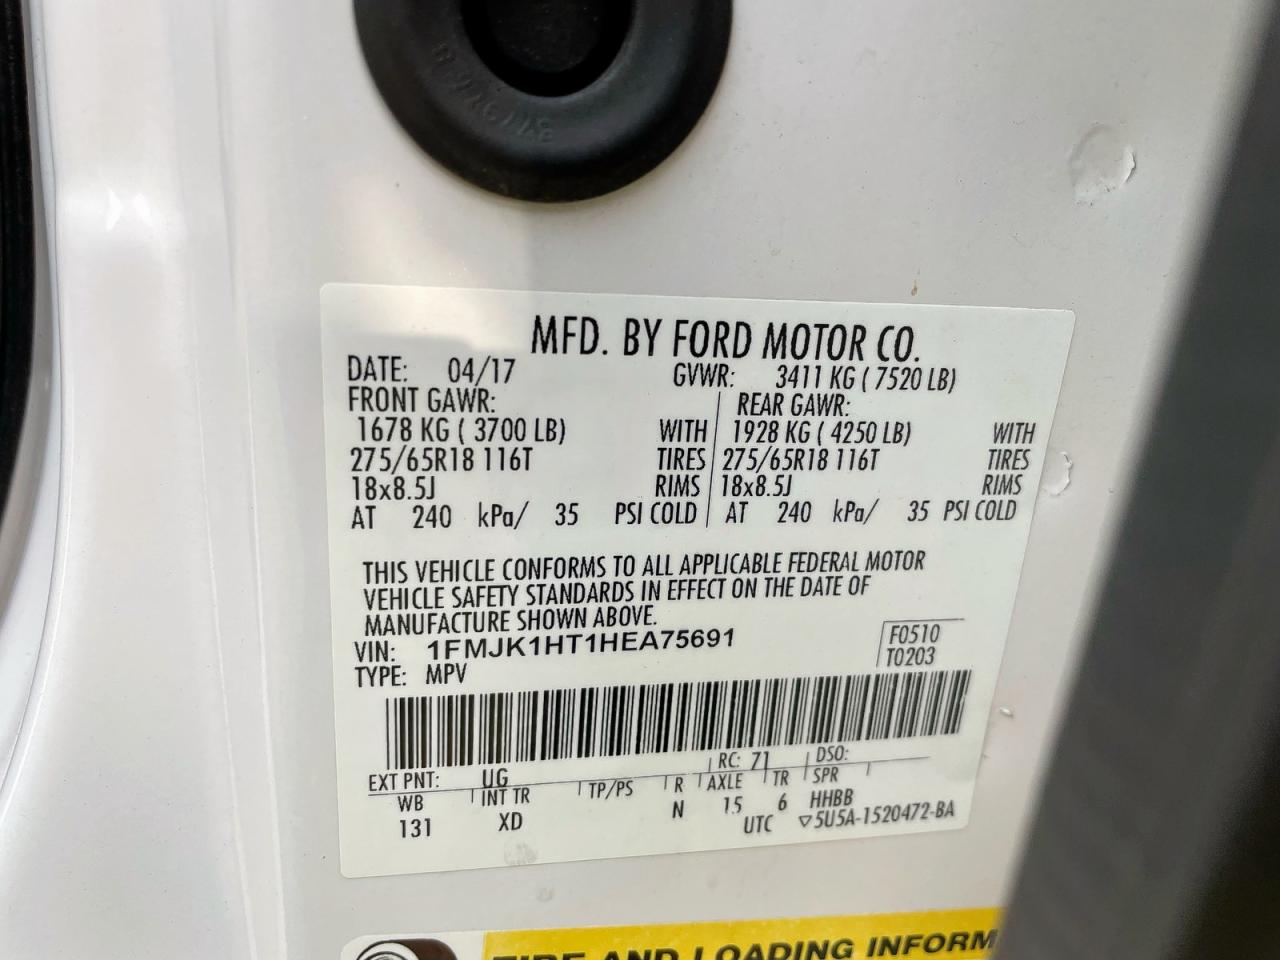 MFD. BY FORD MOTOR CO.
DATE: 04/17 GVWR: 3411 KG ( 7520 LB)
FRONT GAWR: REAR GAWR:
1678 KG ( 3700 LB) WITH 1928 KG ( 4250 LB) WITH
275/65R18 116T TIRES 275/65R18 116T TIRES
18x8.5J RIMS 18x8.5J RIMS
AT 240 kPa/ 35 PSI COLD AT 240 kPa/ 35 PSI COLD
THIS VEHICLE CONFORMS TO ALL APPLICABLE FEDERAL MOTOR
VEHICLE SAFETY STANDARDS IN EFFECT ON THE DATE OF
MANUFACTURE SHOWN ABOVE.
VIN: 1FMJK1HT1HEA75691 F0510
TYPE: MPV T0203
EXT PNT: UG RC: 71 DSO:
WB INT TR TP/PS R AXLE TR SPR
131 XD N 15 6 HHBB
UTC ▽5U5A-1520472-BA
TIRE AND LOADING INFORM